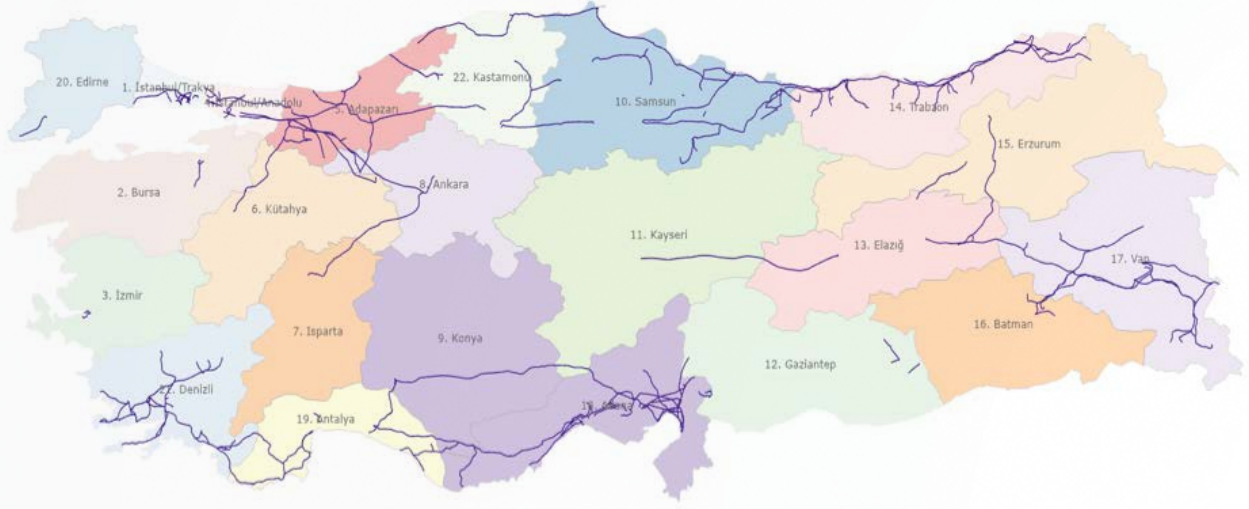 20. Edirne
1. İstanbul/Trakya
4. İstanbul/Anadolu
5. Adapazarı
22. Kastamonu
10. Samsun
14. Trabzon
15. Erzurum
2. Bursa
6. Kütahya
8. Ankara
11. Kayseri
13. Elazığ
17. Van
3. İzmir
7. Isparta
9. Konya
16. Batman
12. Gaziantep
21. Denizli
19. Antalya
18. Adana